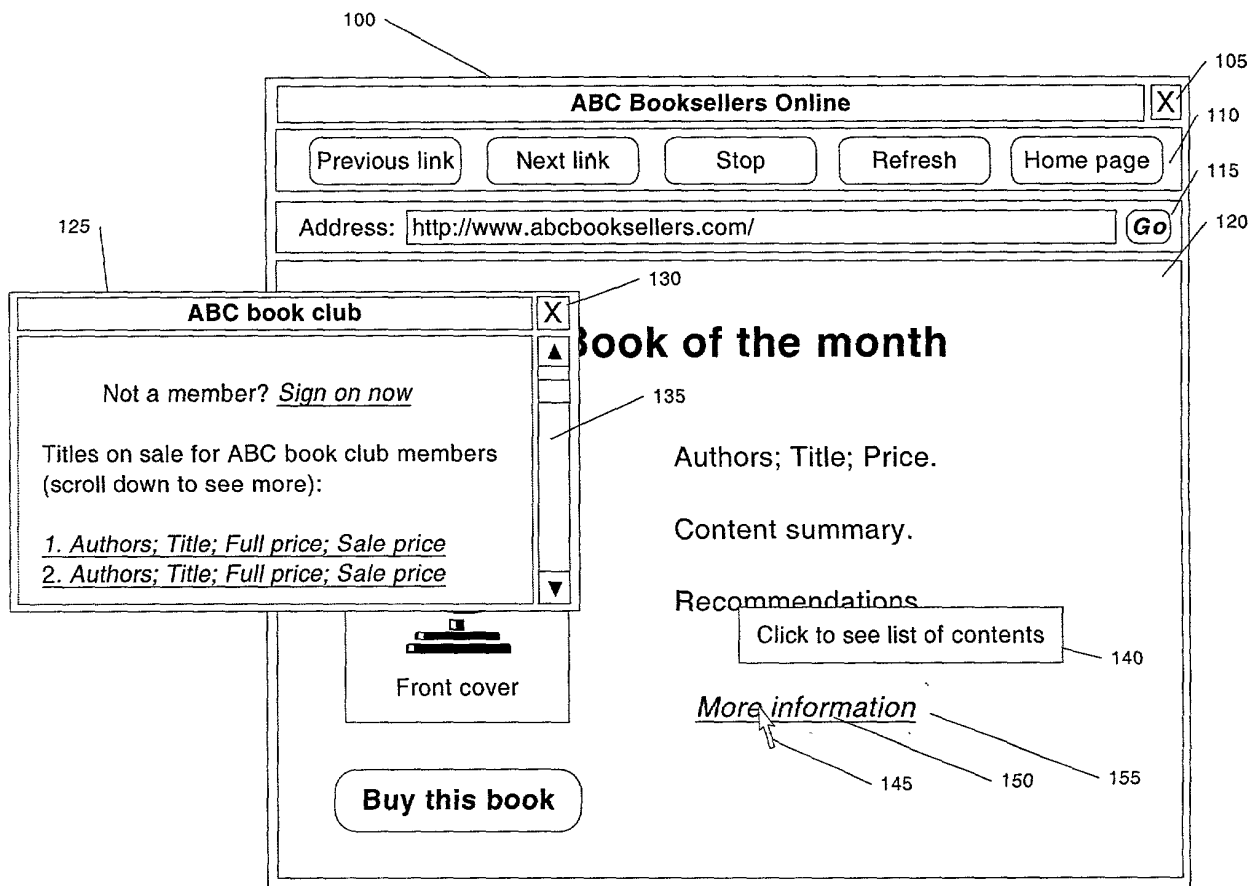 100
105
ABC Booksellers Online X
110
Previous link Next link Stop Refresh Home page
115
Address: http://www.abcbooksellers.com/ Go
120
125
130
ABC book club X
Book of the month
135
Not a member? Sign on now
Titles on sale for ABC book club members
(scroll down to see more):
1. Authors; Title; Full price; Sale price
2. Authors; Title; Full price; Sale price
Authors; Title; Price.
Content summary.
Recommendations
Click to see list of contents
140
Front cover
More information
145
150
155
Buy this book